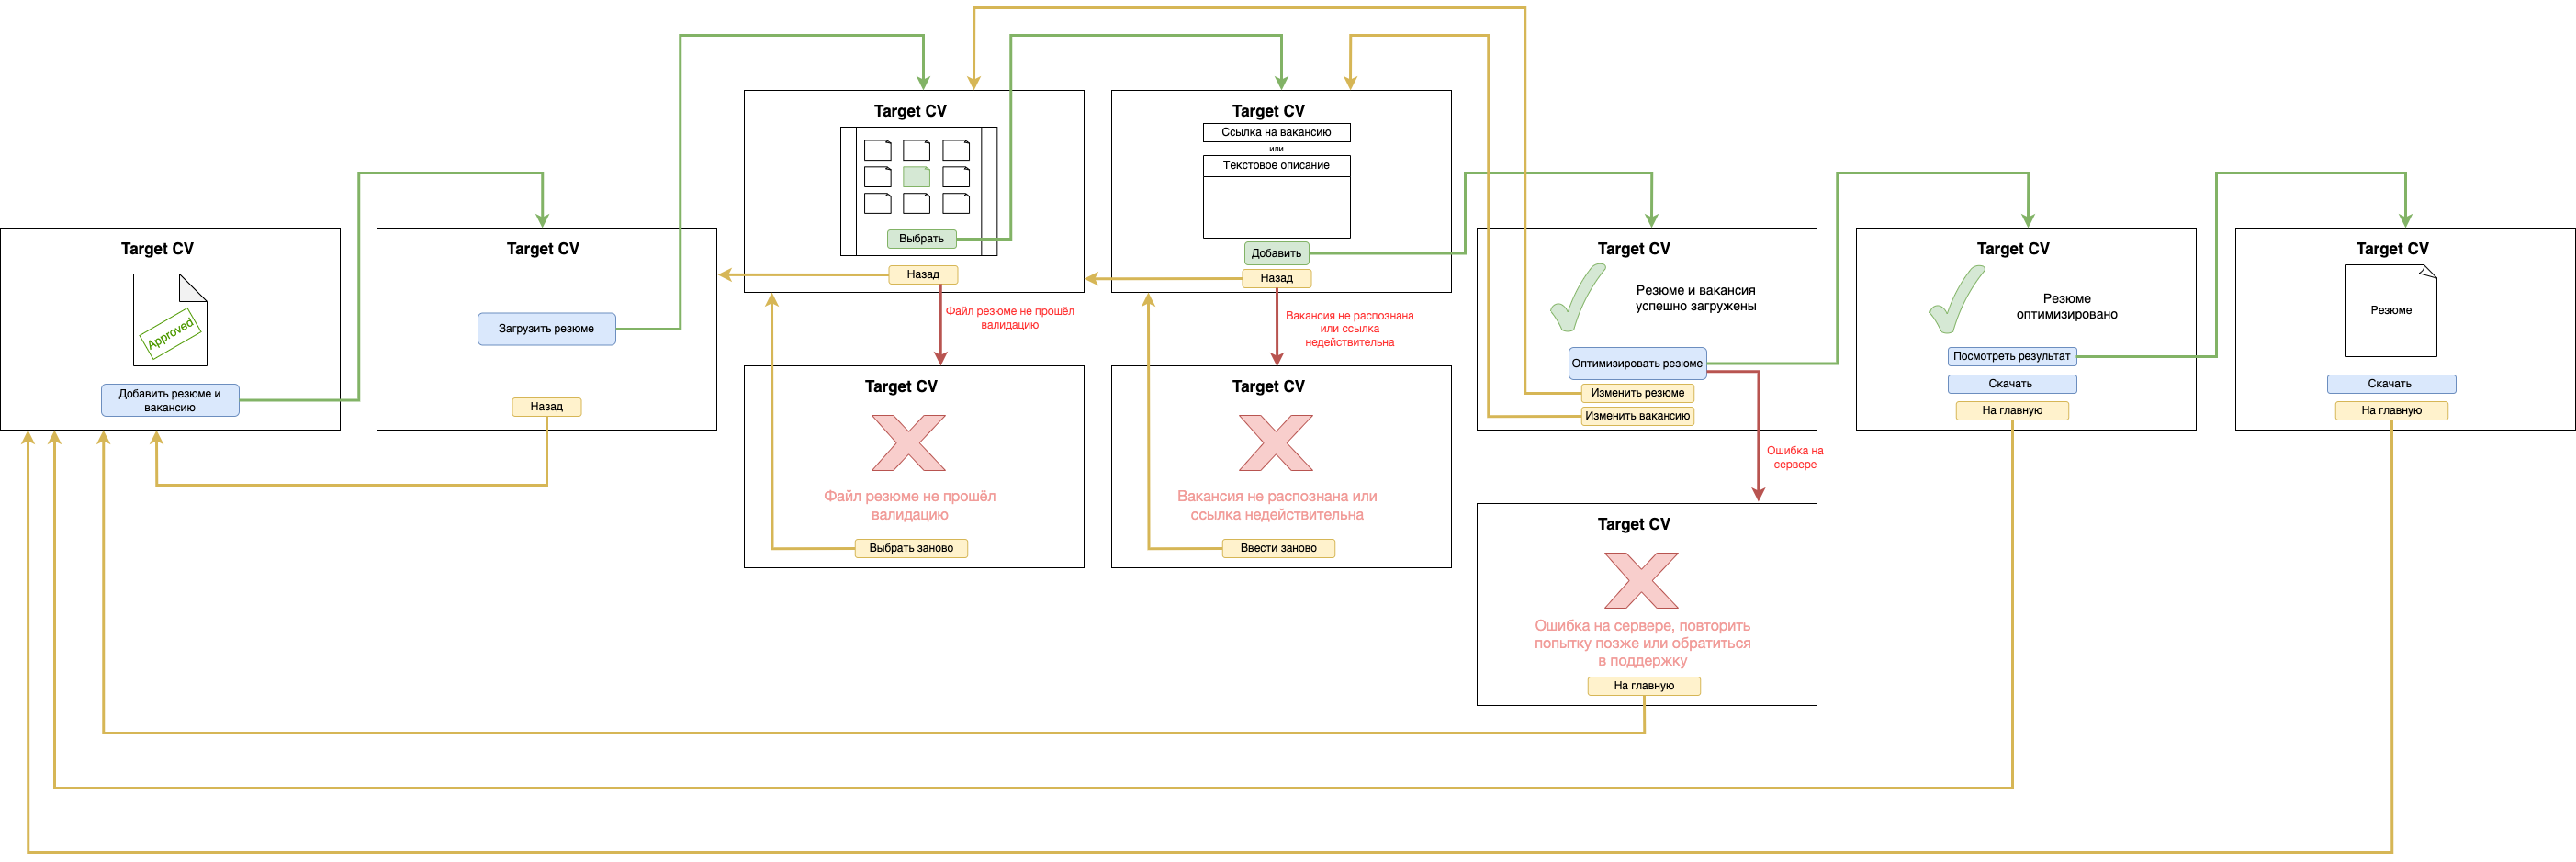 Target CV
Approved
Добавить резюме и
вакансию
Target CV
Загрузить резюме
Назад
Target CV
Выбрать
Назад
Файл резюме не прошёл
валидацию
Target CV
Файл резюме не прошёл
валидацию
Выбрать заново
Target CV
Ссылка на вакансию
или
Текстовое описание
Добавить
Назад
Вакансия не распознана
или ссылка
недействительна
Target CV
Вакансия не распознана или
ссылка недействительна
Ввести заново
Target CV
Резюме и вакансия
успешно загружены
Оптимизировать резюме
Изменить резюме
Изменить вакансию
Ошибка на
сервере
Target CV
Ошибка на сервере, повторить
попытку позже или обратиться
в поддержку
На главную
Target CV
Резюме
оптимизировано
Посмотреть результат
Скачать
На главную
Target CV
Резюме
Скачать
На главную